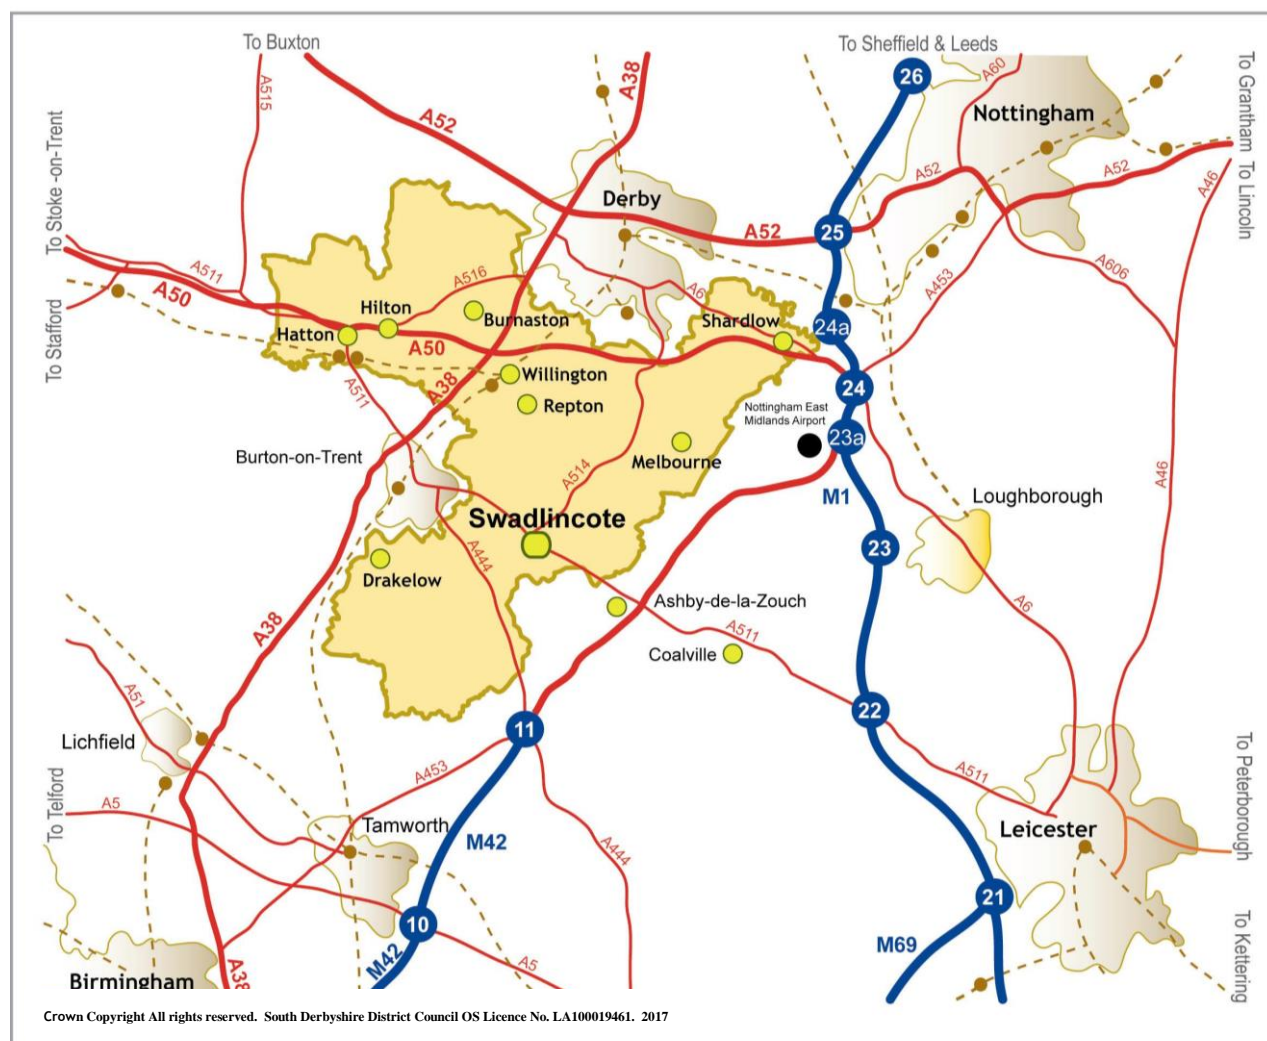 To Buxton
To Sheffield & Leeds
A38
26
A60
To Grantham
A515
Nottingham
A52
To Stoke -on-Trent
A52
A52
A46
To Lincoln
Derby
A52
25
A511
A516
A6
A453
A606
A50
Hilton
Burnaston
Shardlow
24a
To Stafford
Hatton
A50
Willington
24
A511
A38
Repton
Nottingham East
Midlands Airport
23a
Burton-on-Trent
Melbourne
A514
A46
M1
Loughborough
Swadlincote
23
A444
Drakelow
Ashby-de-la-Zouch
A6
A38
A511
Coalville
A51
22
11
Lichfield
To Telford
A453
A511
To Peterborough
A5
Tamworth
M42
Leicester
A444
21
10
M69
To Kettering
M42
A5
Birmingham
A38
Crown Copyright All rights reserved.  South Derbyshire District Council OS Licence No. LA100019461.  2017